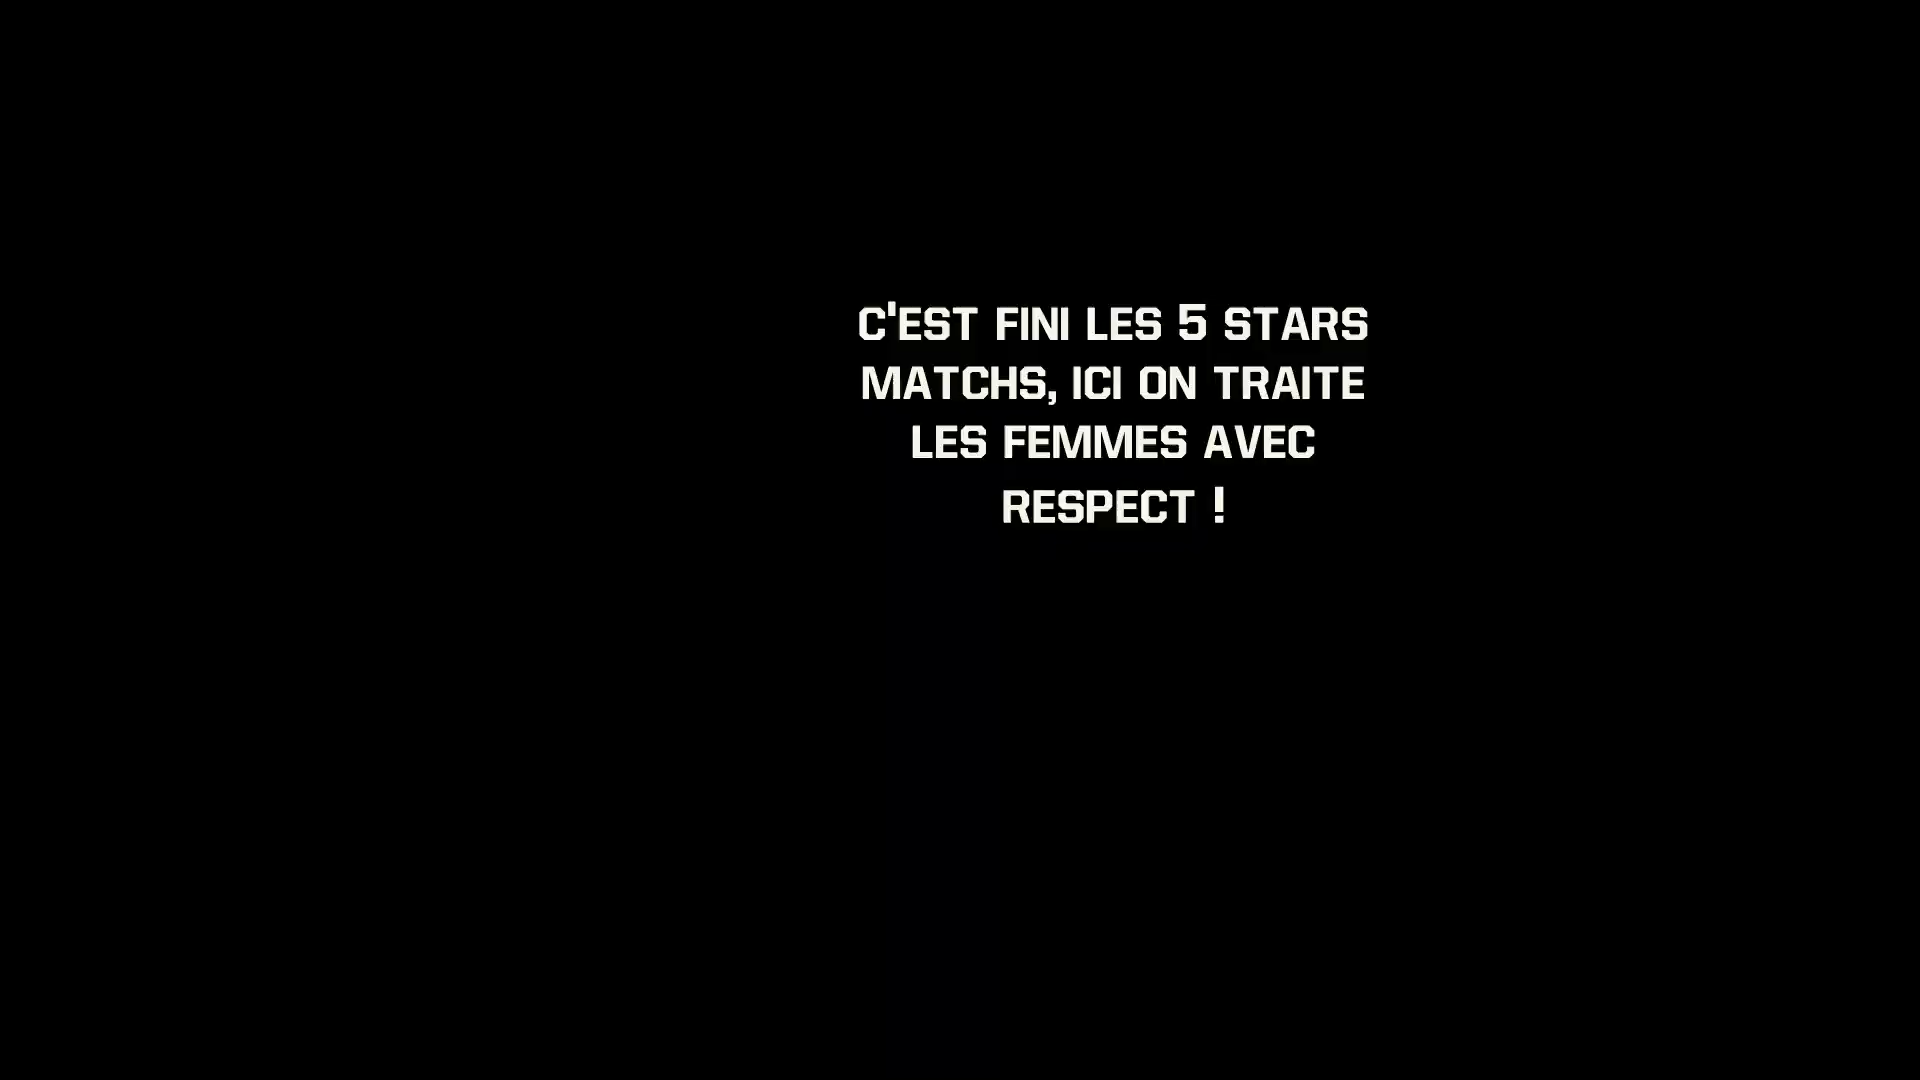 C'EST FINI LES 5 STARS
MATCHS, ICI ON TRAITE
LES FEMMES AVEC
RESPECT !